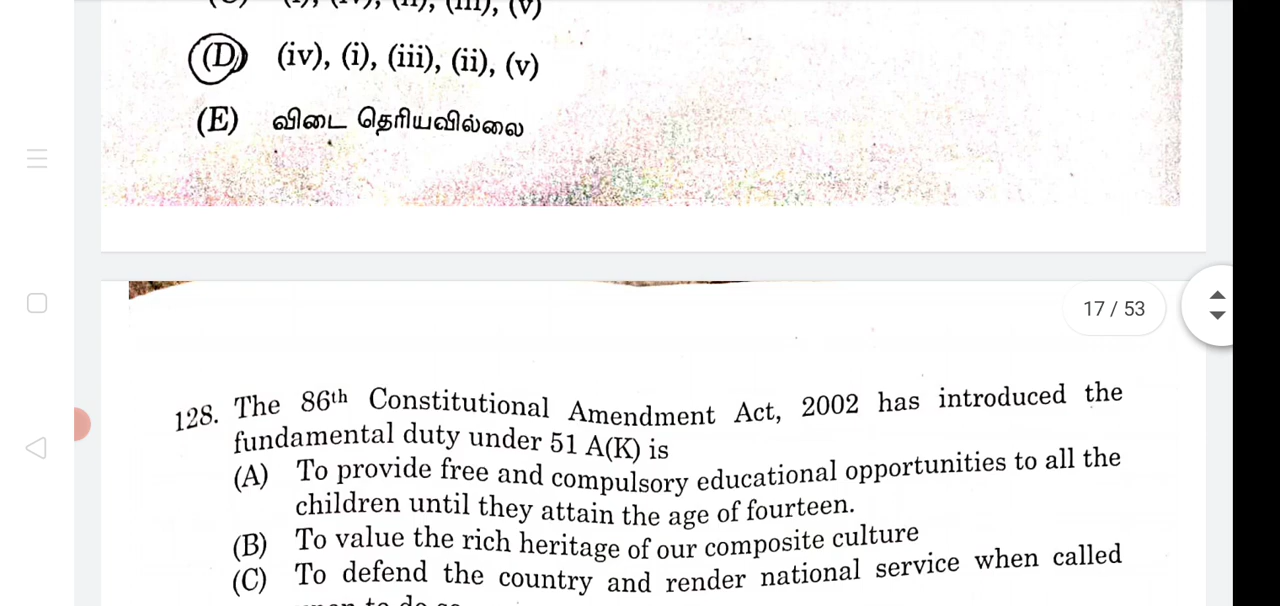 (D) (iv), (i), (iii), (ii), (v)
(E) விடை தெரியவில்லை
17 / 53
128. The 86th Constitutional Amendment Act, 2002 has introduced the
fundamental duty under 51 A(K) is
(A) To provide free and compulsory educational opportunities to all the
children until they attain the age of fourteen.
(B) To value the rich heritage of our composite culture
(C) To defend the country and render national service when called